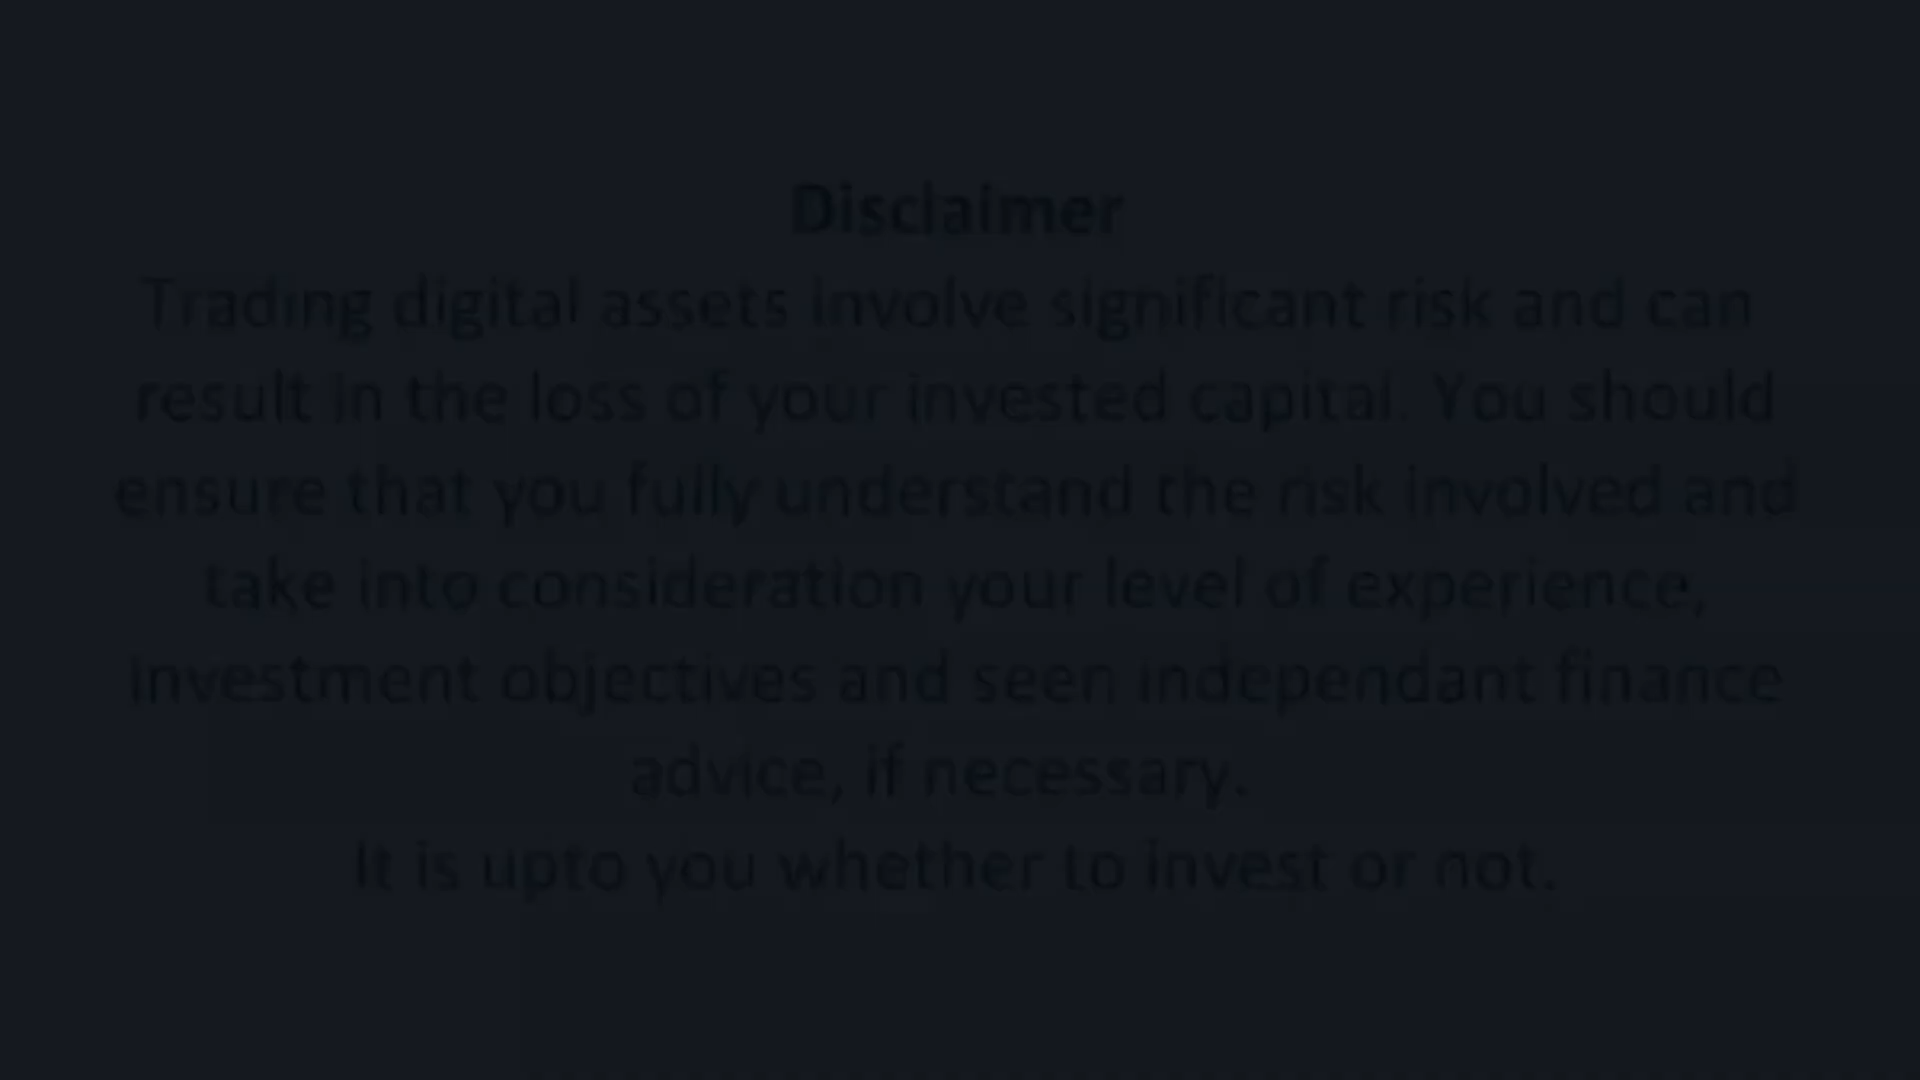 Disclaimer
Trading digital assets involve significant risk and can
result in the loss of your invested capital. You should
ensure that you fully understand the risk involved and
take into consideration your level of experience,
investment objectives and seen independant finance
advice, if necessary.
It is upto you whether to invest or not.